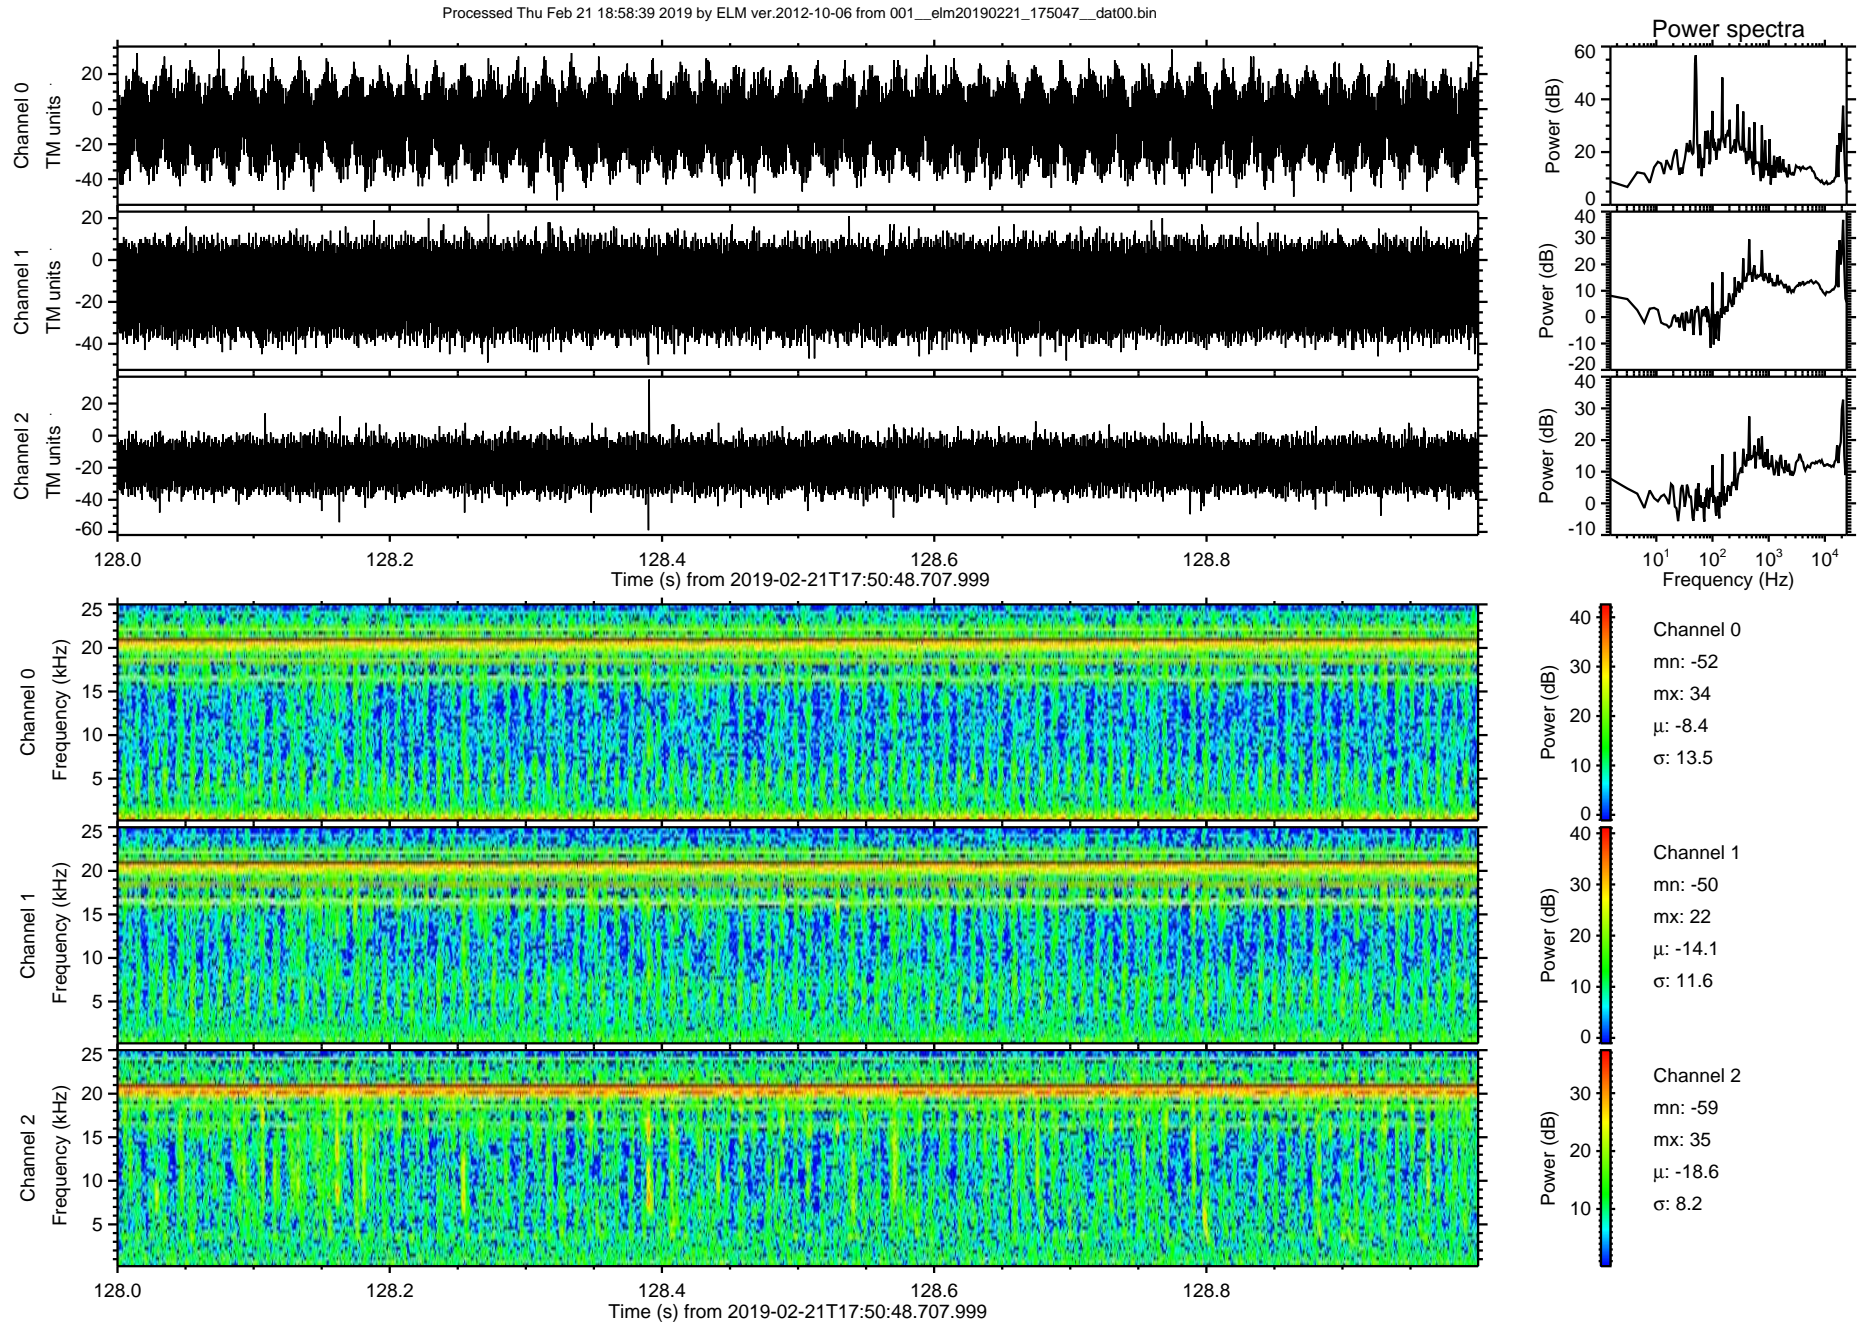 Processed Thu Feb 21 18:58:39 2019 by ELM ver.2012-10-06 from 001__elm20190221_175047__dat00.bin
Power spectra
Channel 0
TM units
20
0
-20
-40
Power (dB)
60
40
20
0
Channel 1
TM units
20
0
-20
-40
Power (dB)
40
30
20
10
0
-10
-20
Channel 2
TM units
20
0
-20
-40
-60
Power (dB)
40
30
20
10
0
-10
128.0 128.2 128.4 128.6 128.8
Time (s) from 2019-02-21T17:50:48.707.999
10¹ 10² 10³ 10⁴
Frequency (Hz)
Channel 0
Frequency (kHz)
25
20
15
10
5
Power (dB)
40
30
20
10
0
Channel 0
mn: -52
mx: 34
μ: -8.4
σ: 13.5
Channel 1
Frequency (kHz)
25
20
15
10
5
Power (dB)
40
30
20
10
0
Channel 1
mn: -50
mx: 22
μ: -14.1
σ: 11.6
Channel 2
Frequency (kHz)
25
20
15
10
5
Power (dB)
30
20
10
Channel 2
mn: -59
mx: 35
μ: -18.6
σ: 8.2
128.0 128.2 128.4 128.6 128.8
Time (s) from 2019-02-21T17:50:48.707.999